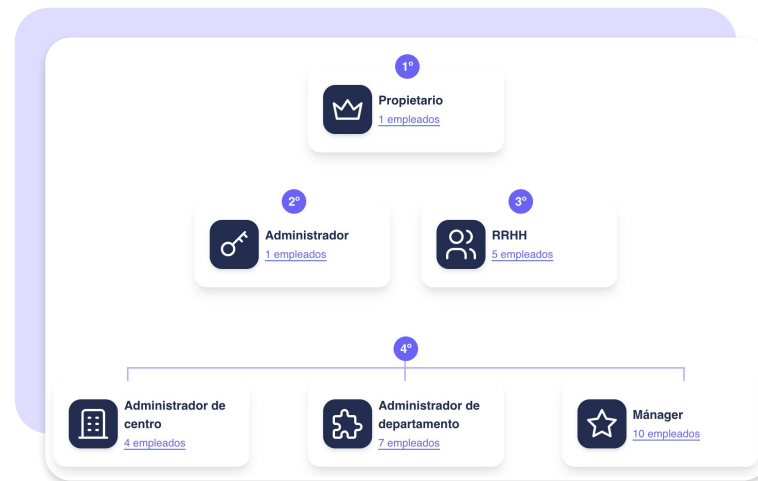 1º
Propietario
1 empleados
2º
3º
Administrador
1 empleados
RRHH
5 empleados
4º
Administrador de
centro
4 empleados
Administrador de
departamento
7 empleados
Mánager
10 empleados